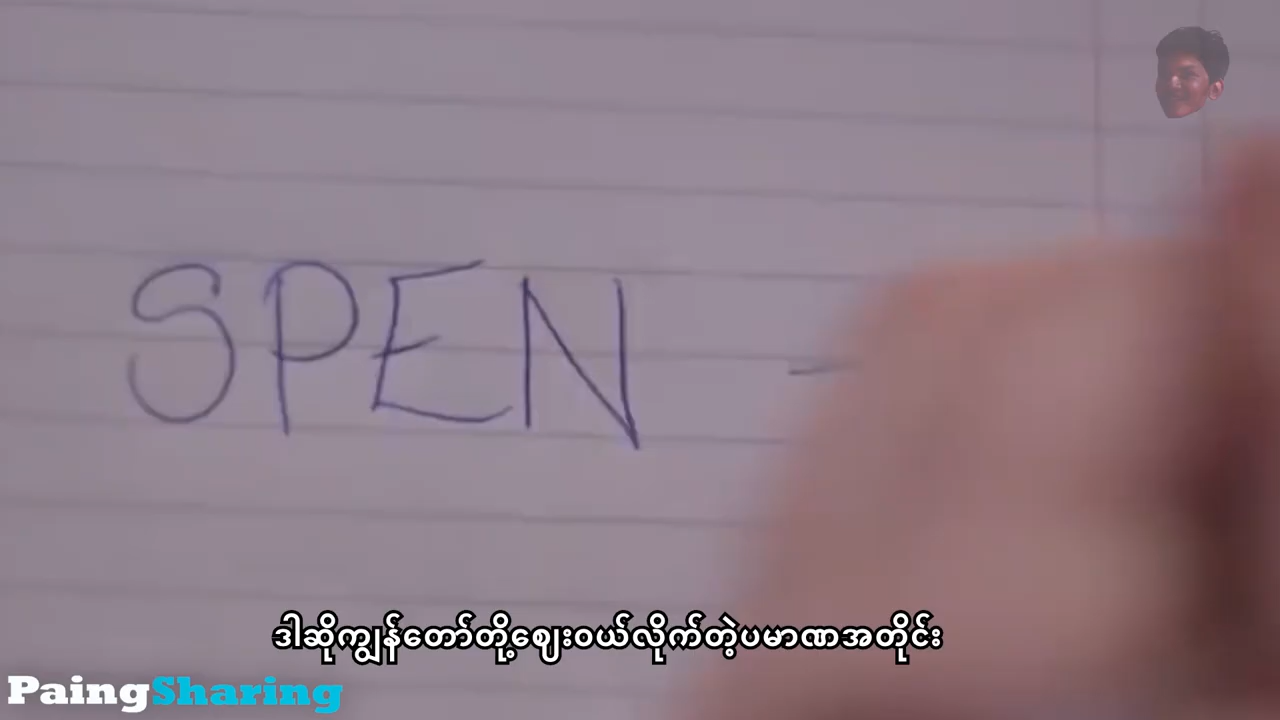 SPEN -
ဒါဆိုကျွန်တော်တို့ဈေးဝယ်လိုက်တဲ့ပမာဏအတိုင်း
PaingSharing